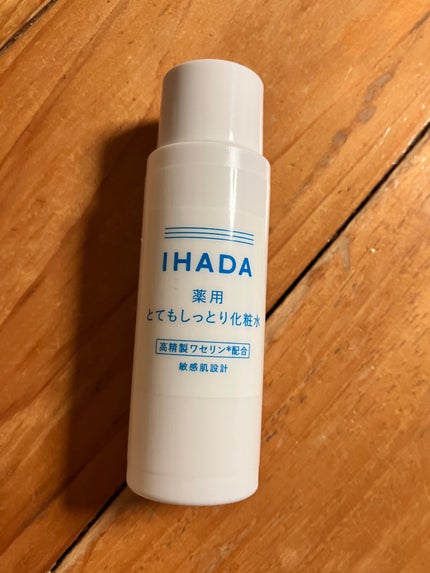 IHADA
薬用
とてもしっとり化粧水
高精製ワセリン*配合
敏感肌設計